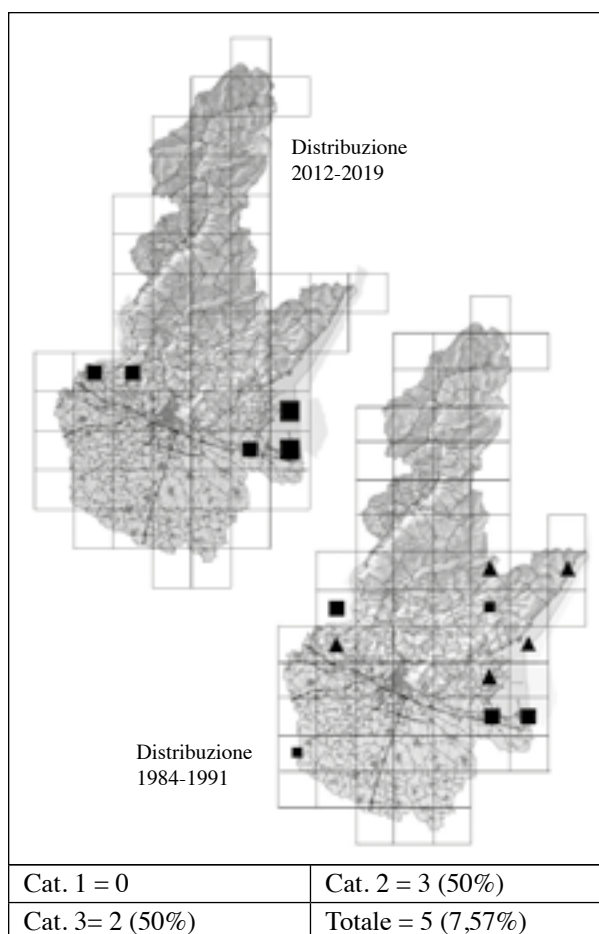 Distribuzione
2012-2019
Distribuzione
1984-1991
Cat. 1 = 0
Cat. 2 = 3 (50%)
Cat. 3= 2 (50%)
Totale = 5 (7,57%)